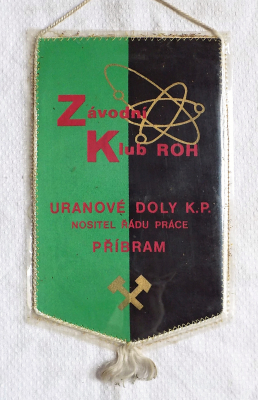 Závodní
Klub ROH
URANOVÉ DOLY K.P.
NOSITEL ŘÁDU PRÁCE
PŘÍBRAM